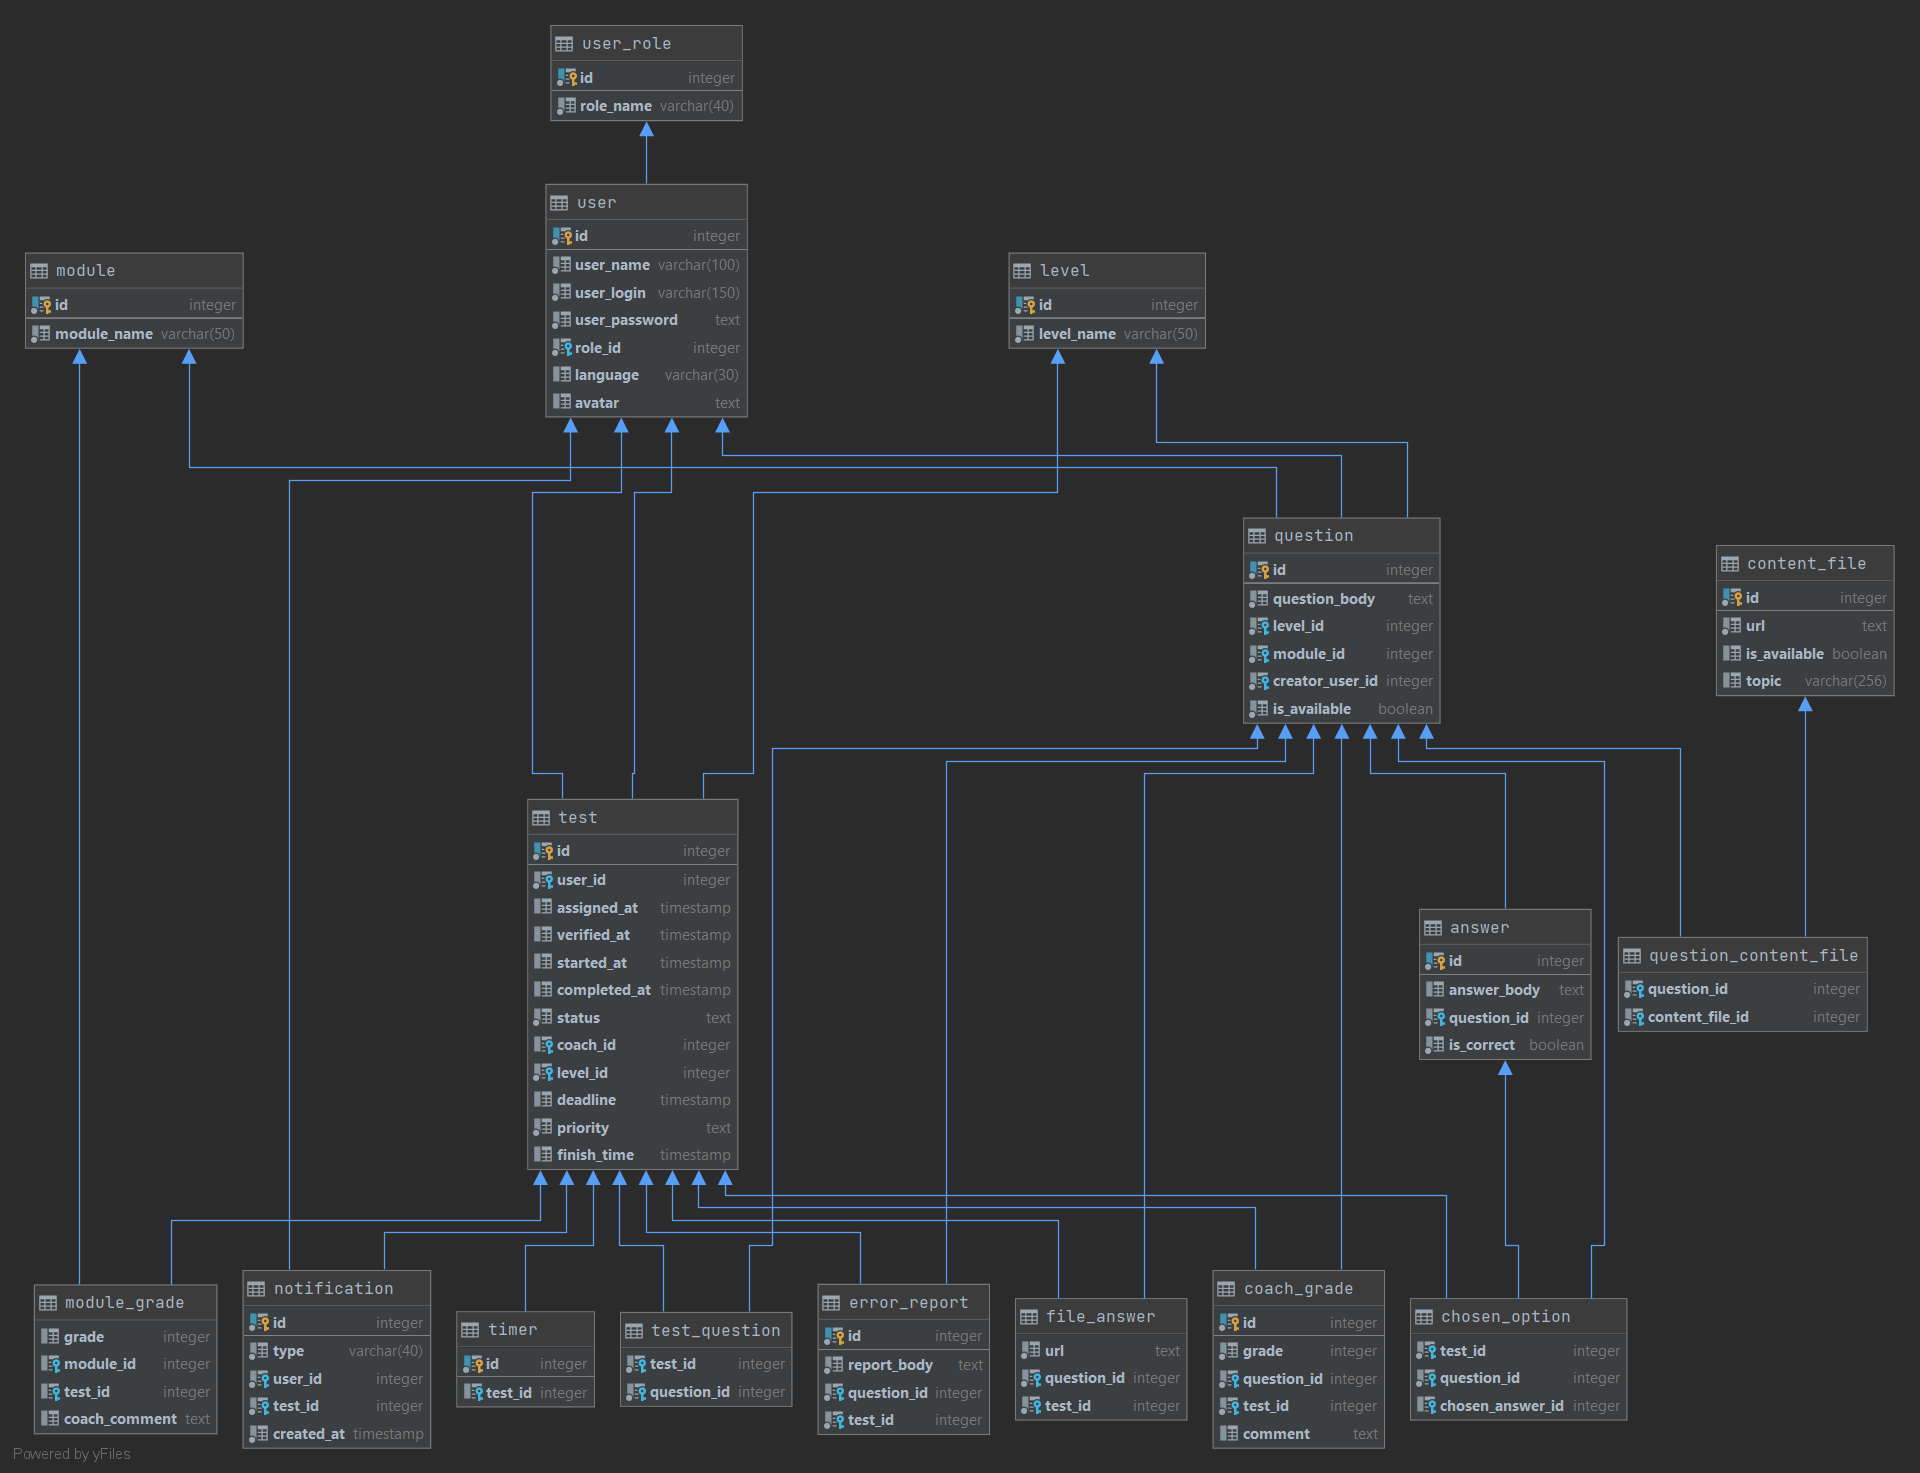 user_role
id integer
role_name varchar(40)
user
id integer
user_name varchar(100)
user_login varchar(150)
user_password text
role_id integer
language varchar(30)
avatar text
module
id integer
module_name varchar(50)
level
id integer
level_name varchar(50)
question
id integer
question_body text
level_id integer
module_id integer
creator_user_id integer
is_available boolean
content_file
id integer
url text
is_available boolean
topic varchar(256)
test
id integer
user_id integer
assigned_at timestamp
verified_at timestamp
started_at timestamp
completed_at timestamp
status text
coach_id integer
level_id integer
deadline timestamp
priority text
finish_time timestamp
answer
id integer
answer_body text
question_id integer
is_correct boolean
question_content_file
question_id integer
content_file_id integer
module_grade
grade integer
module_id integer
test_id integer
coach_comment text
notification
id integer
type varchar(40)
user_id integer
test_id integer
created_at timestamp
timer
id integer
test_id integer
test_question
test_id integer
question_id integer
error_report
id integer
report_body text
question_id integer
test_id integer
file_answer
url text
question_id integer
test_id integer
coach_grade
id integer
grade integer
question_id integer
test_id integer
comment text
chosen_option
test_id integer
question_id integer
chosen_answer_id integer
Powered by yFiles